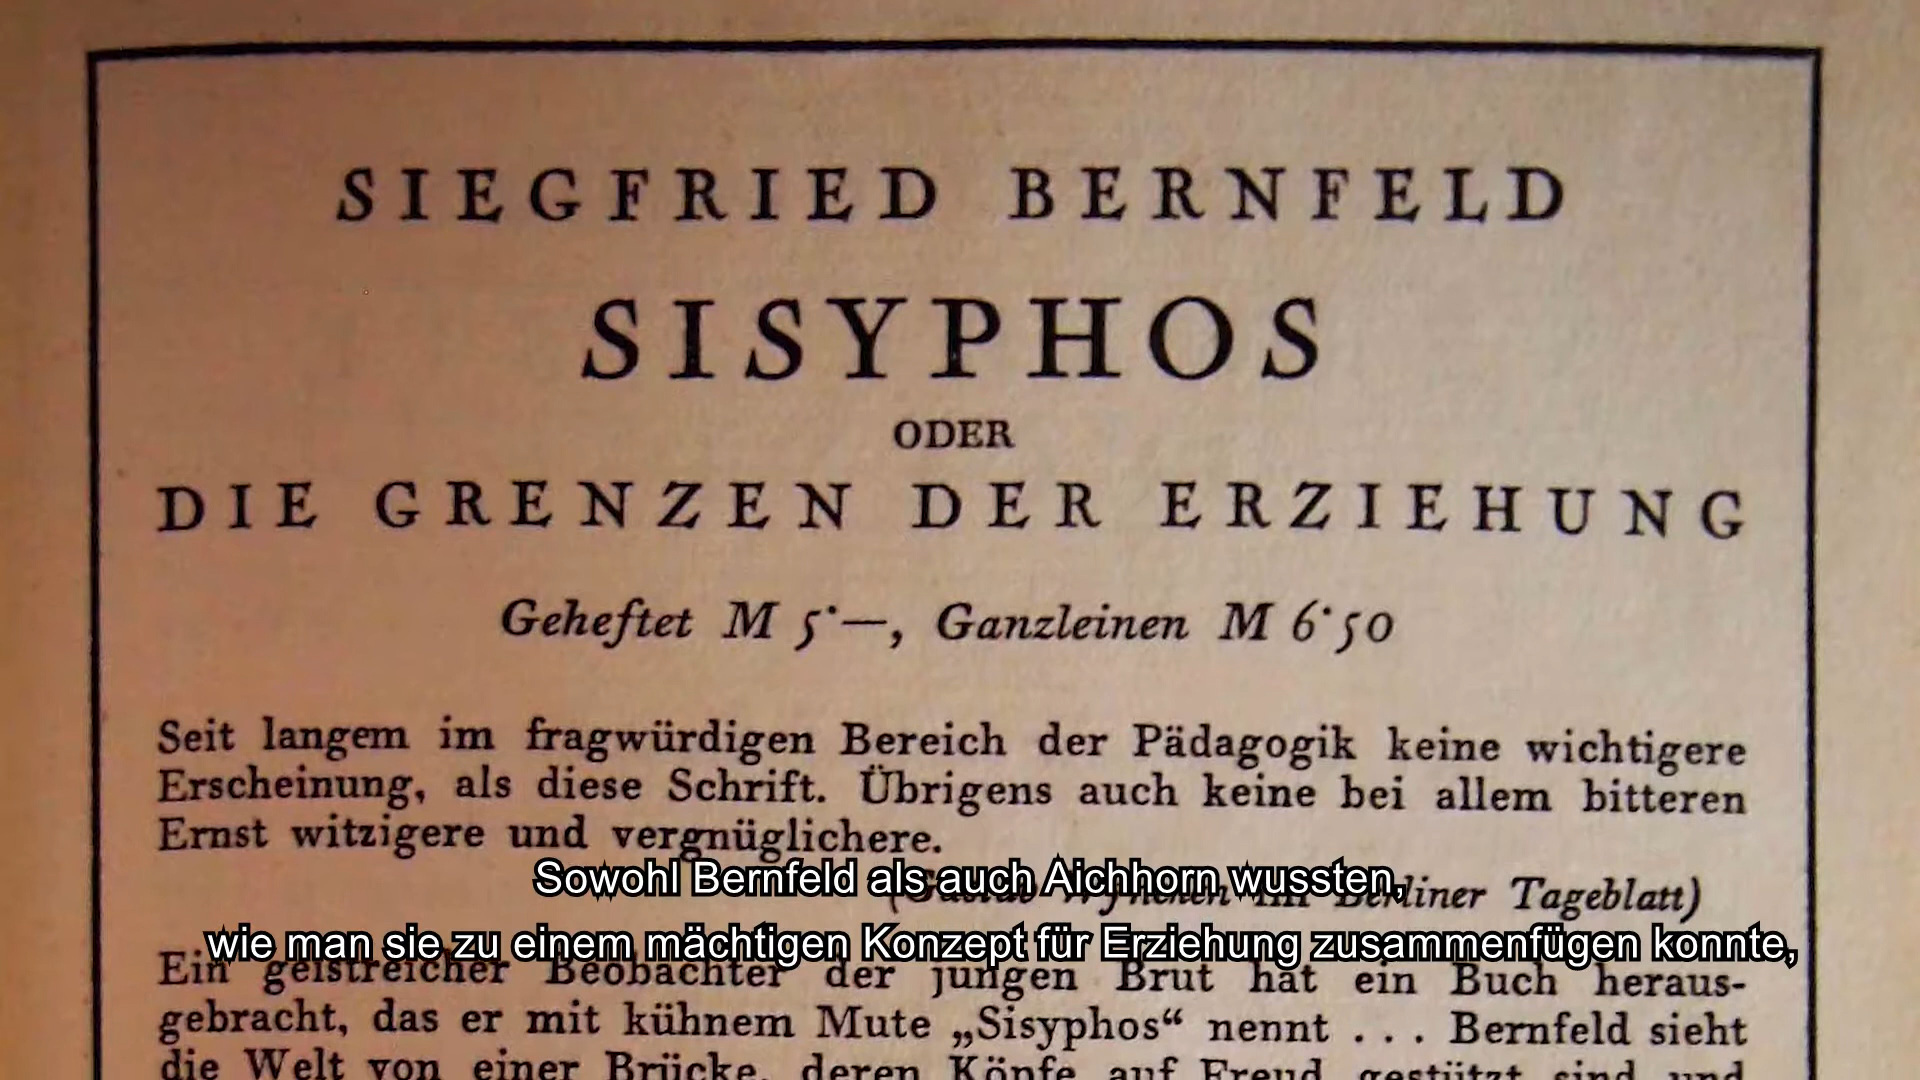 SIEGFRIED BERNFELD
SISYPHOS
ODER
DIE GRENZEN DER ERZIEHUNG
Geheftet M 5·—, Ganzleinen M 6·50
Seit langem im fragwürdigen Bereich der Pädagogik keine wichtigere
Erscheinung, als diese Schrift. Übrigens auch keine bei allem bitteren
Ernst witzigere und vergnüglichere.
Sowohl Bernfeld als auch Aichhorn wussten,
Berliner Tageblatt)
wie man sie zu einem mächtigen Konzept für Erziehung zusammenfügen konnte,
Ein geistreicher Beobachter der jungen Brut hat ein Buch heraus-
gebracht, das er mit kühnem Mute „Sisyphos“ nennt . . . Bernfeld sieht
die Welt von einer Brücke, deren Köpfe auf Freud gestützt sind und